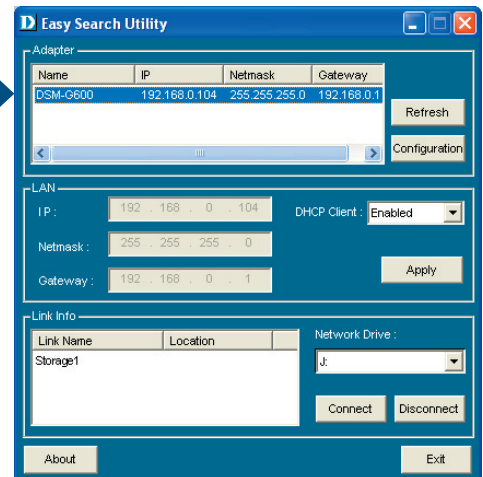 D Easy Search Utility
Adapter
Name IP Netmask Gateway
DSM-G600 192.168.0.104 255.255.255.0 192.168.0.1
Refresh
Configuration
LAN
IP: 192 . 168 . 0 . 104 DHCP Client : Enabled
Netmask : 255 . 255 . 255 . 0
Gateway : 192 . 168 . 0 . 1 Apply
Link Info
Link Name Location Network Drive :
Storage1 J:
Connect Disconnect
About Exit